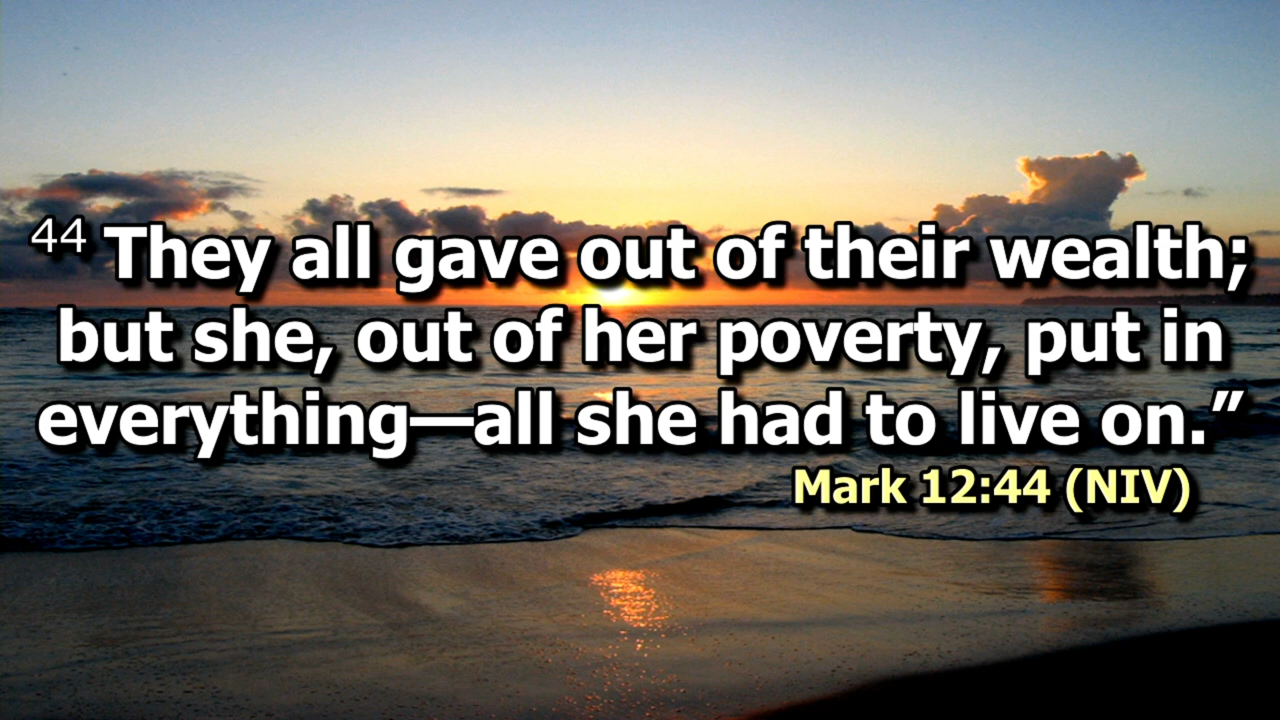 44 They all gave out of their wealth;
but she, out of her poverty, put in
everything—all she had to live on.”
Mark 12:44 (NIV)